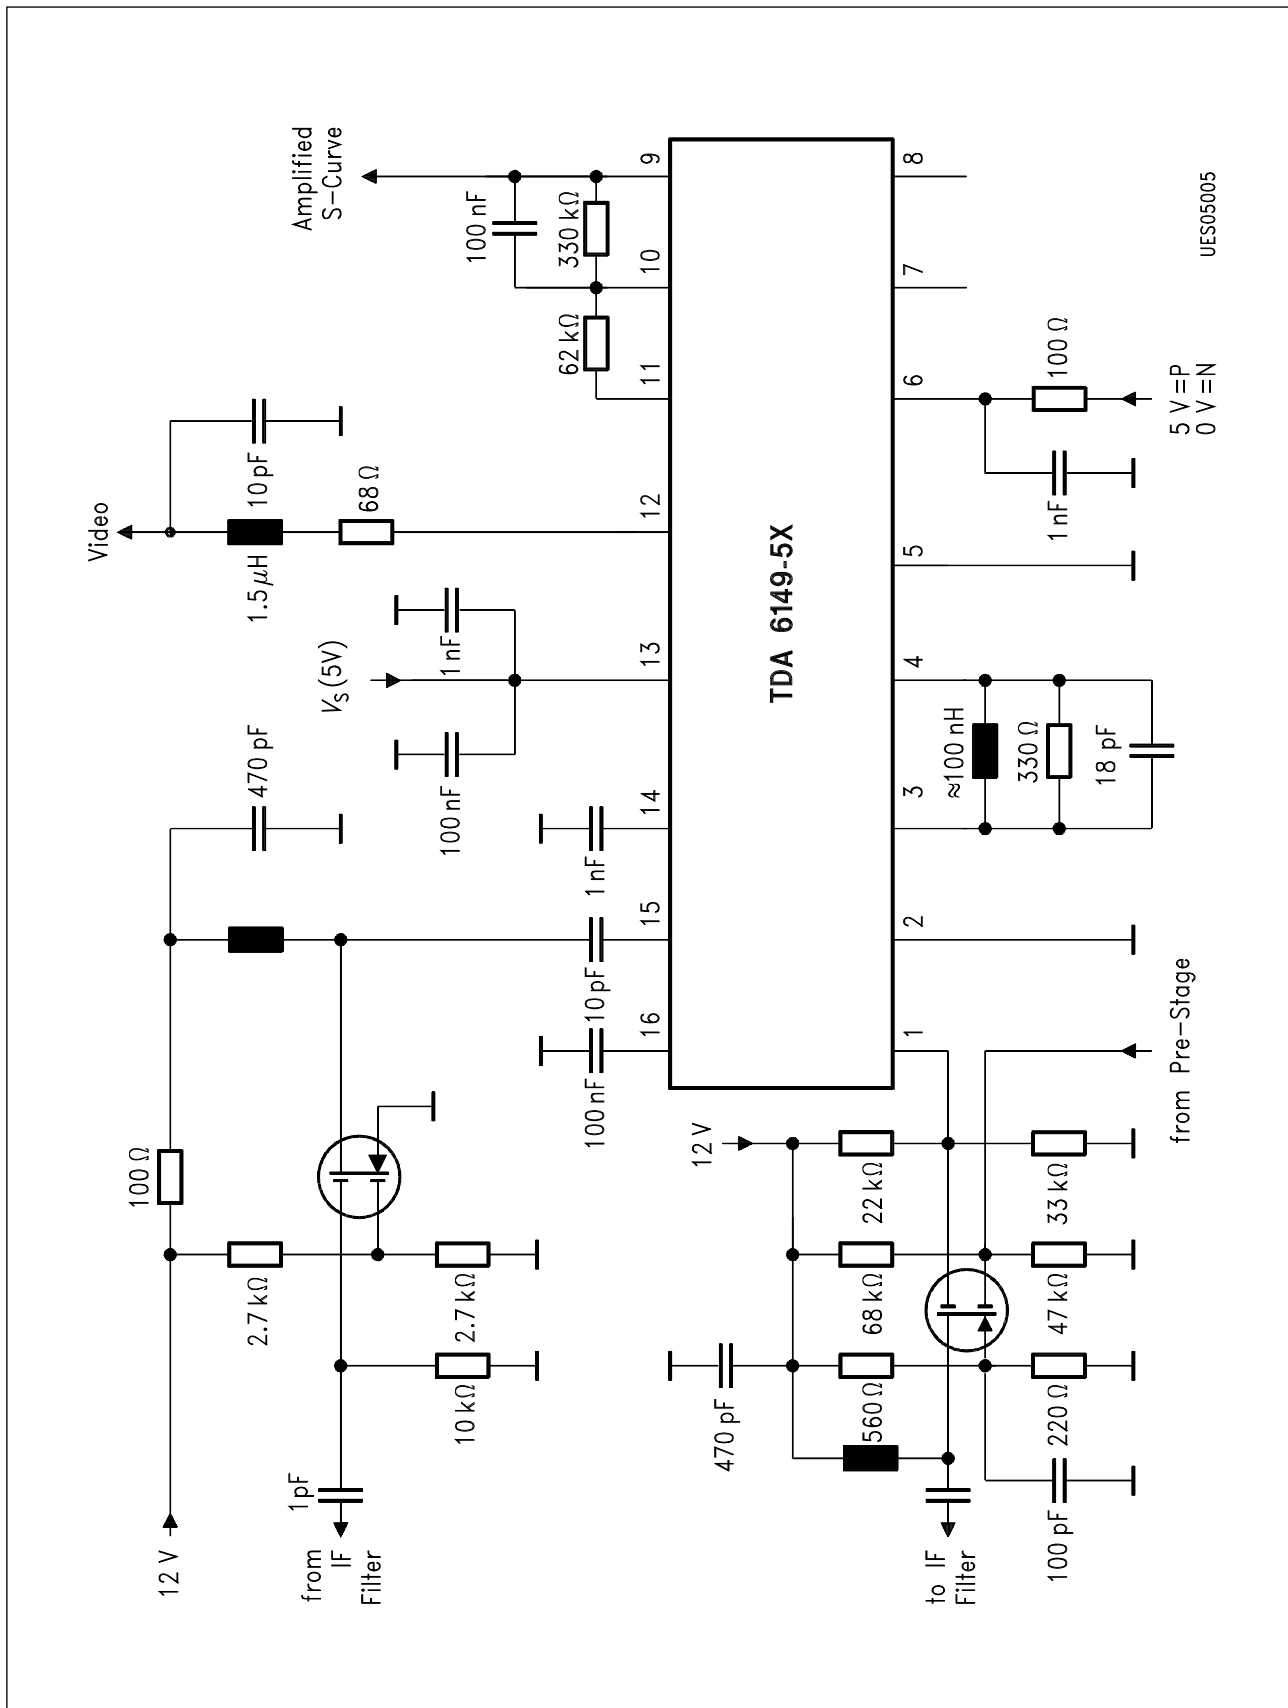 12 V
100 Ω
2.7 kΩ
2.7 kΩ
10 kΩ
1 pF
from
IF
Filter
470 pF
10 pF
1 nF
100 nF
100 nF
1 nF
V_S (5V)
Video
10 pF
1.5 μH
68 Ω
Amplified
S-Curve
100 nF
330 kΩ
62 kΩ
16
15
14
13
12
11
10
9
TDA 6149-5X
1
2
3
4
5
6
7
8
12 V
22 kΩ
33 kΩ
68 kΩ
47 kΩ
560 Ω
220 Ω
470 pF
100 pF
to IF
Filter
from Pre-Stage
≈100 nH
330 Ω
18 pF
1 nF
100 Ω
5 V=P
0 V=N
UES05005